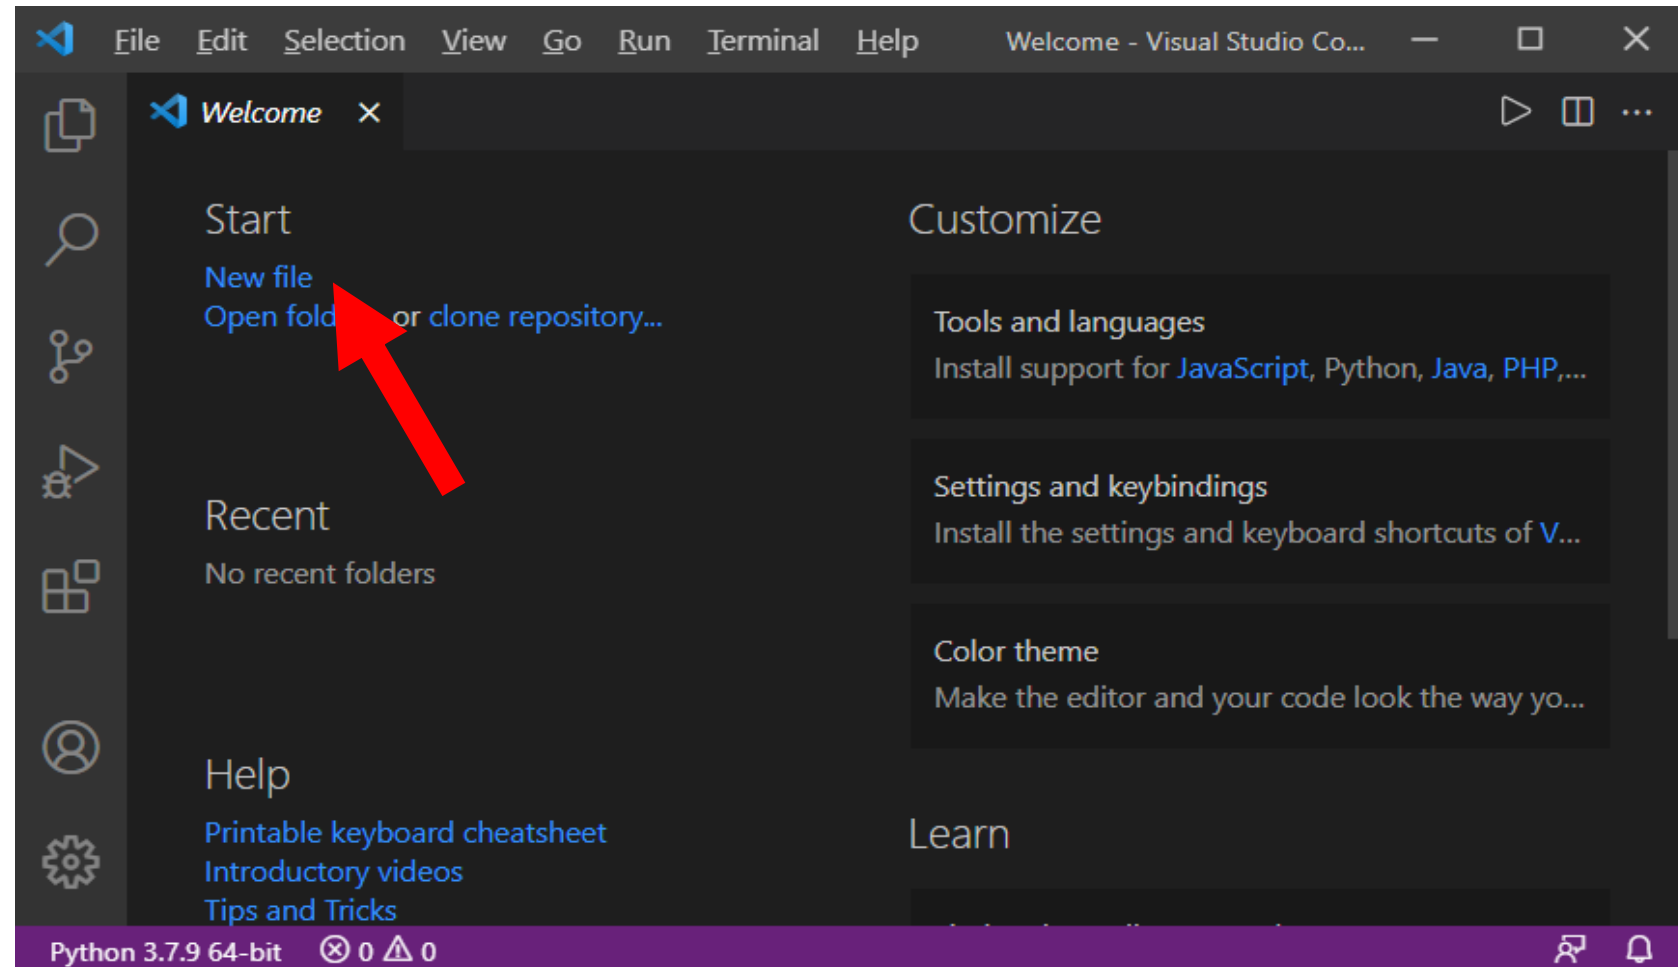 File Edit Selection View Go Run Terminal Help Welcome - Visual Studio Co...
Welcome
Start
New file
Open fold or clone repository...
Recent
No recent folders
Help
Printable keyboard cheatsheet
Introductory videos
Tips and Tricks
Customize
Tools and languages
Install support for JavaScript, Python, Java, PHP,...
Settings and keybindings
Install the settings and keyboard shortcuts of V...
Color theme
Make the editor and your code look the way yo...
Learn
Python 3.7.9 64-bit 0 0